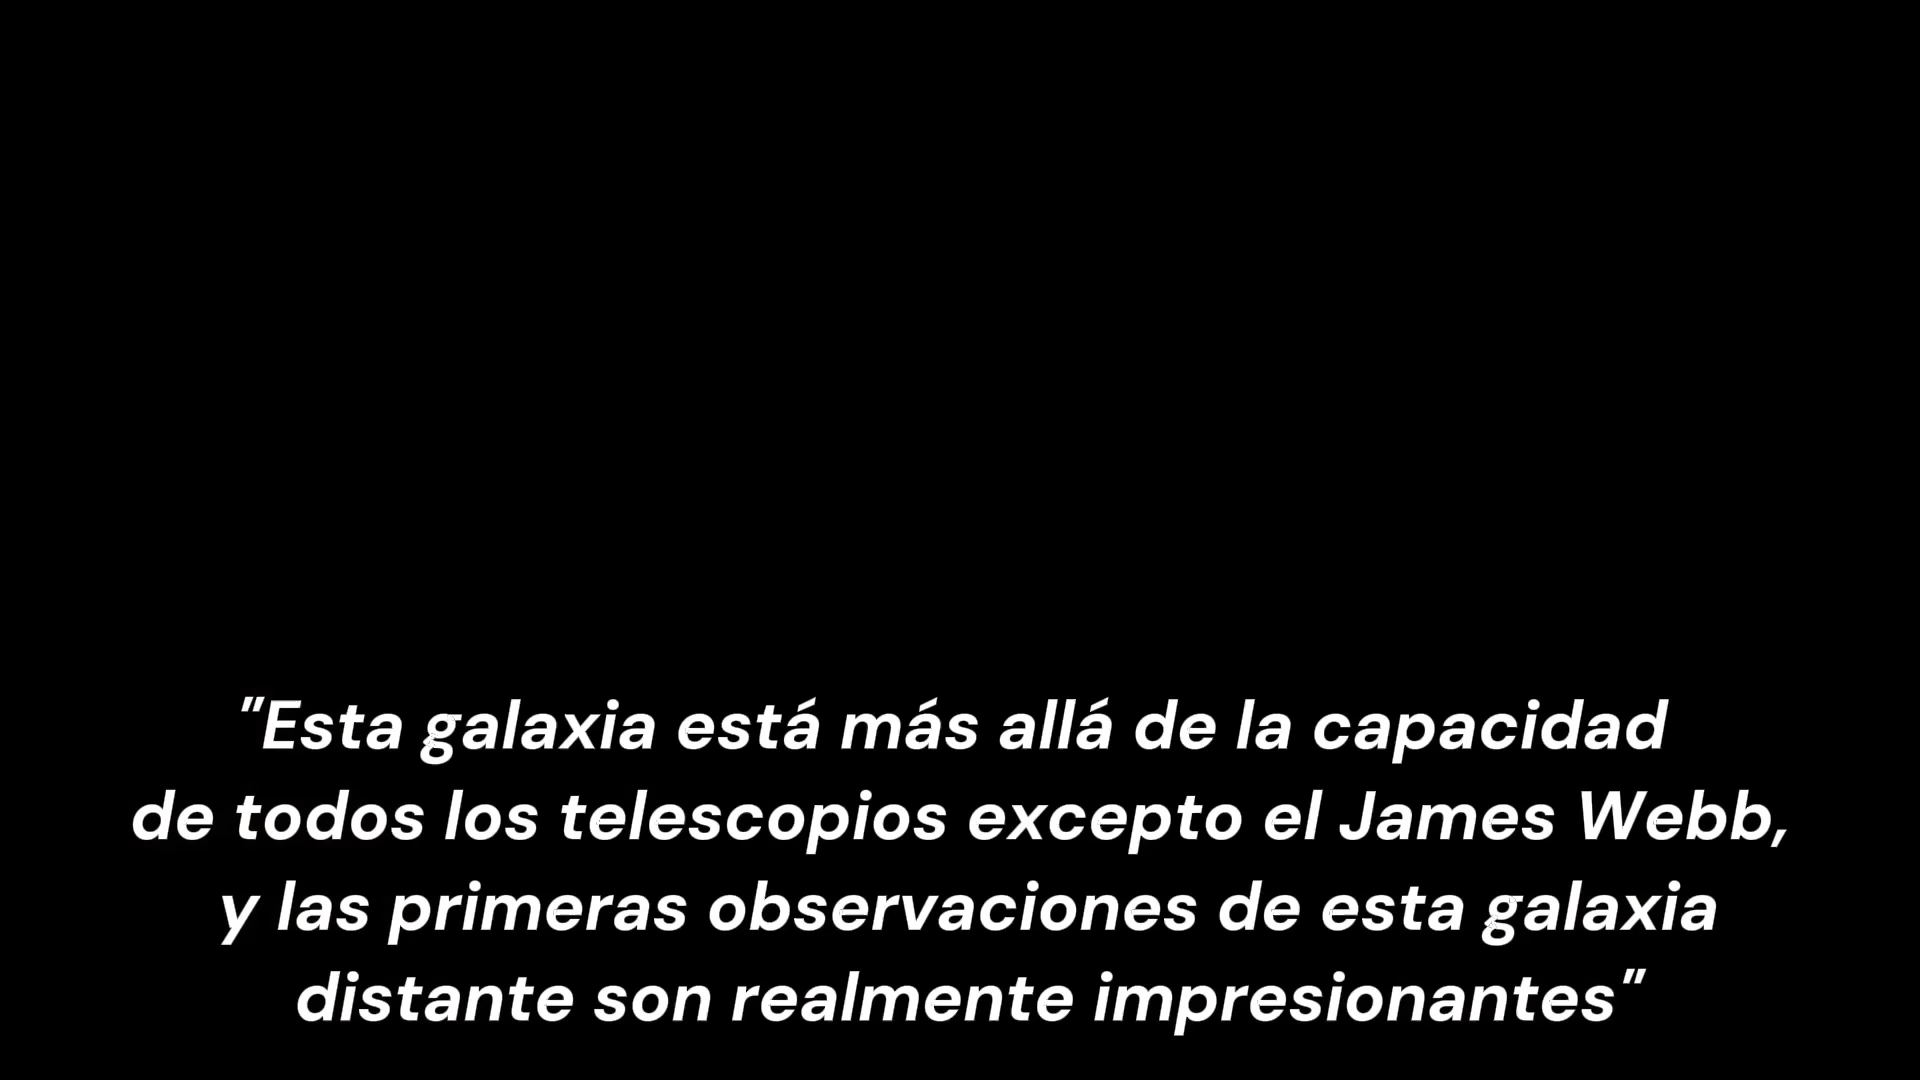 "Esta galaxia está más allá de la capacidad
de todos los telescopios excepto el James Webb,
y las primeras observaciones de esta galaxia
distante son realmente impresionantes"